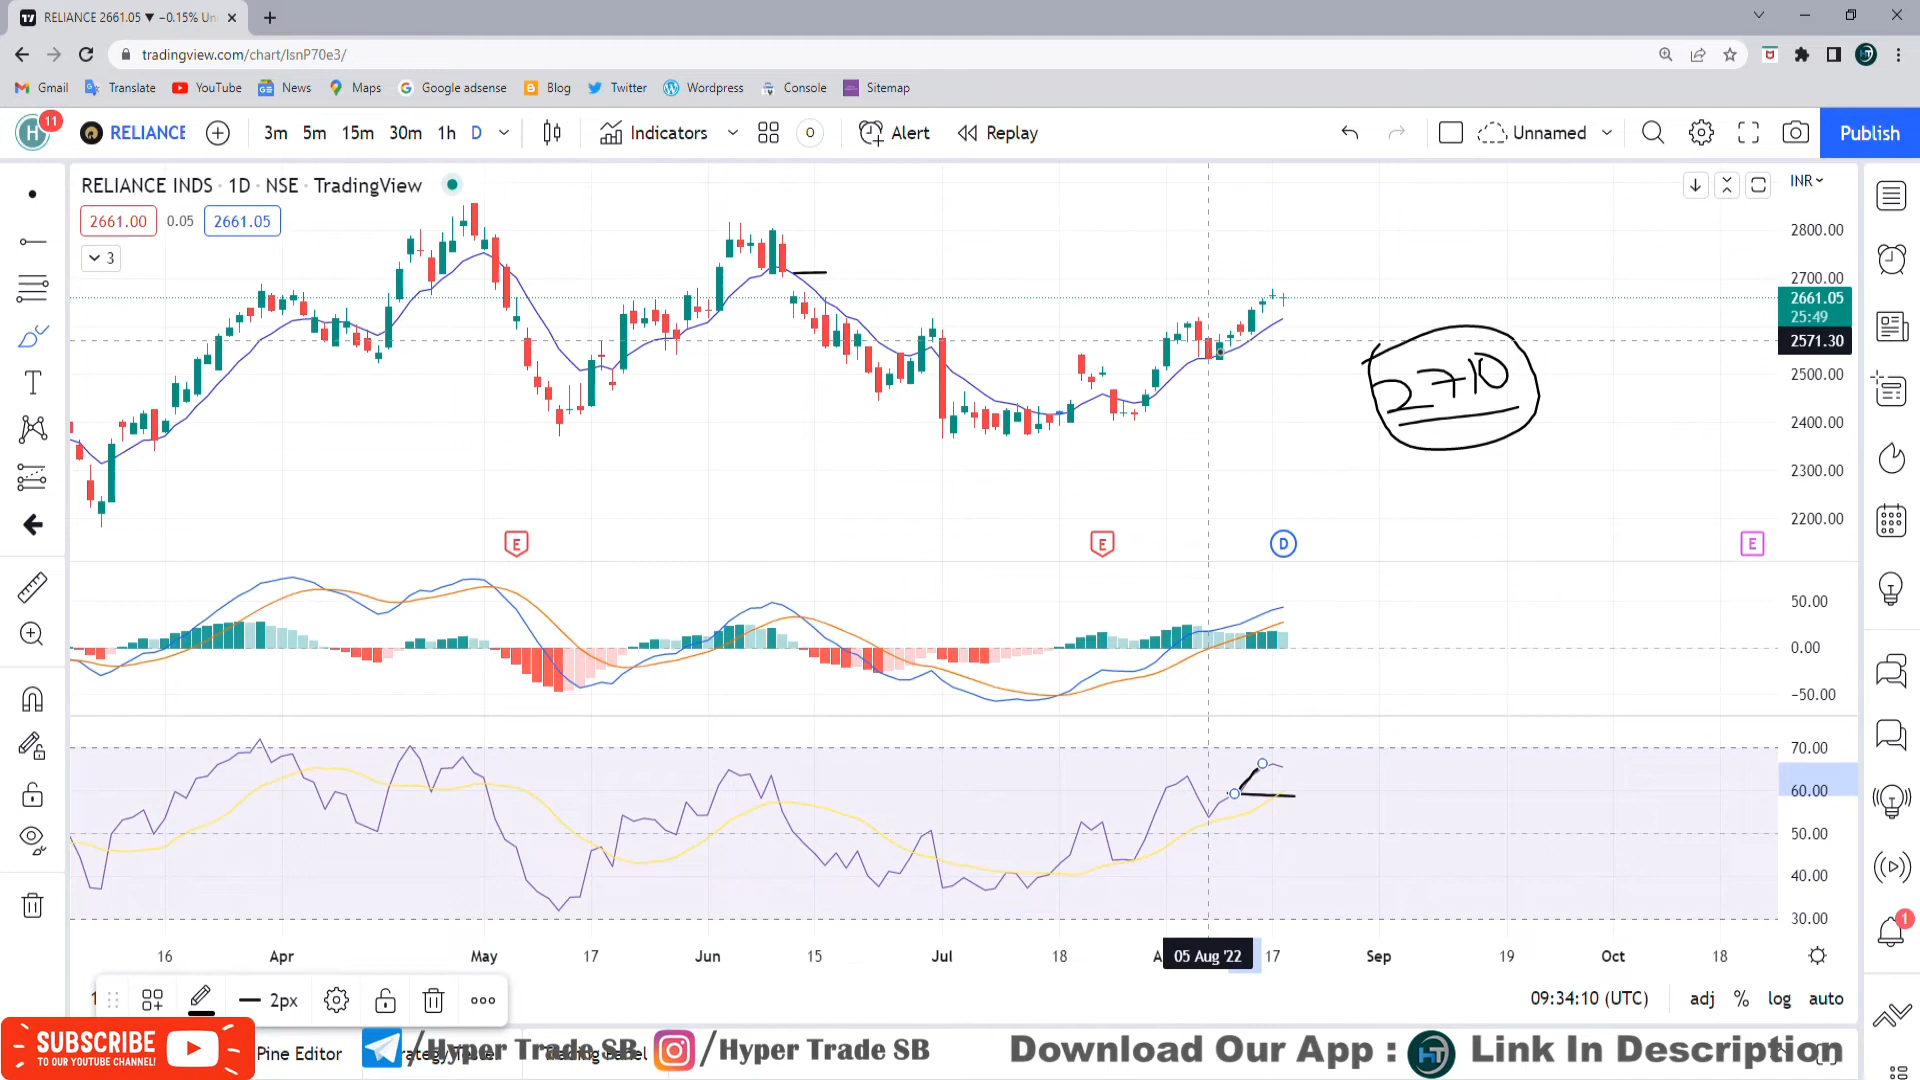 RELIANCE 2661.05 ▼ −0.15% Un
tradingview.com/chart/lsnP70e3/
Gmail Translate YouTube News Maps Google adsense Blog Twitter Wordpress Console Sitemap
H 11 RELIANCE 3m 5m 15m 30m 1h D Indicators O Alert Replay Unnamed Publish
RELIANCE INDS · 1D · NSE · TradingView
INR
2661.00 0.05 2661.05
3
2800.00
2700.00
2661.05
25:49
2571.30
2500.00
2400.00
2300.00
2200.00
2710
E E D E
50.00
0.00
−50.00
70.00
60.00
50.00
40.00
30.00
16 Apr May 17 Jun 15 Jul 18 A 05 Aug '22 17 Sep 19 Oct 18
2px
09:34:10 (UTC) adj % log auto
SUBSCRIBE
TO OUR YOUTUBE CHANNEL!
Pine Editor
/Hyper Trade SB /Hyper Trade SB
Download Our App : HT Link In Description
1